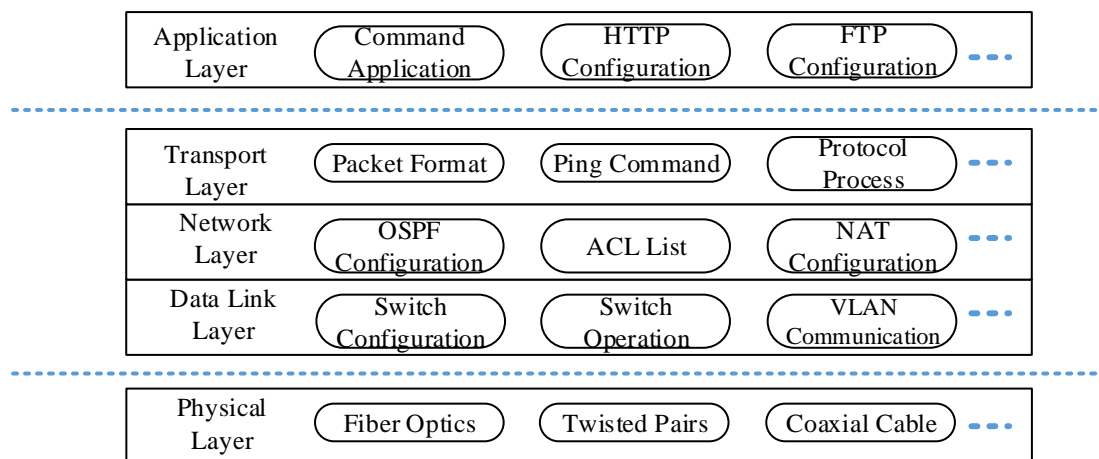 Application
Layer
Command
Application
HTTP
Configuration
FTP
Configuration
Transport
Layer
Packet Format
Ping Command
Protocol
Process
Network
Layer
OSPF
Configuration
ACL List
NAT
Configuration
Data Link
Layer
Switch
Configuration
Switch
Operation
VLAN
Communication
Physical
Layer
Fiber Optics
Twisted Pairs
Coaxial Cable